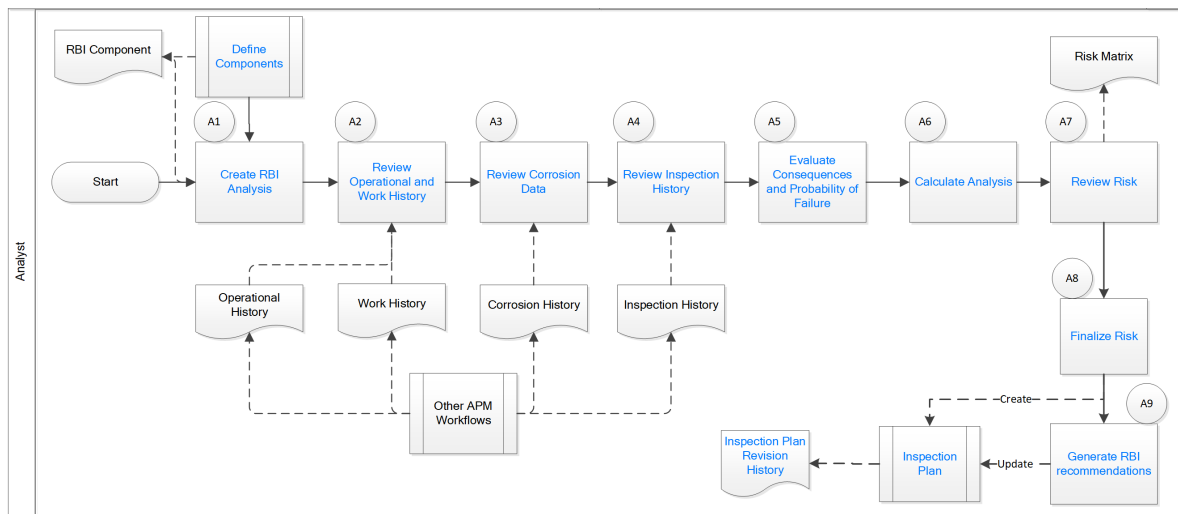 Analyst
RBI Component
Define
Components
Risk Matrix
A1
A2
A3
A4
A5
A6
A7
Start
Create RBI
Analysis
Review
Operational and
Work History
Review Corrosion
Data
Review Inspection
History
Evaluate
Consequences
and Probability of
Failure
Calculate Analysis
Review Risk
Operational
History
Work History
Corrosion History
Inspection History
A8
Finalize Risk
Other APM
Workflows
Create
A9
Inspection Plan
Revision
History
Inspection
Plan
Update
Generate RBI
recommendations